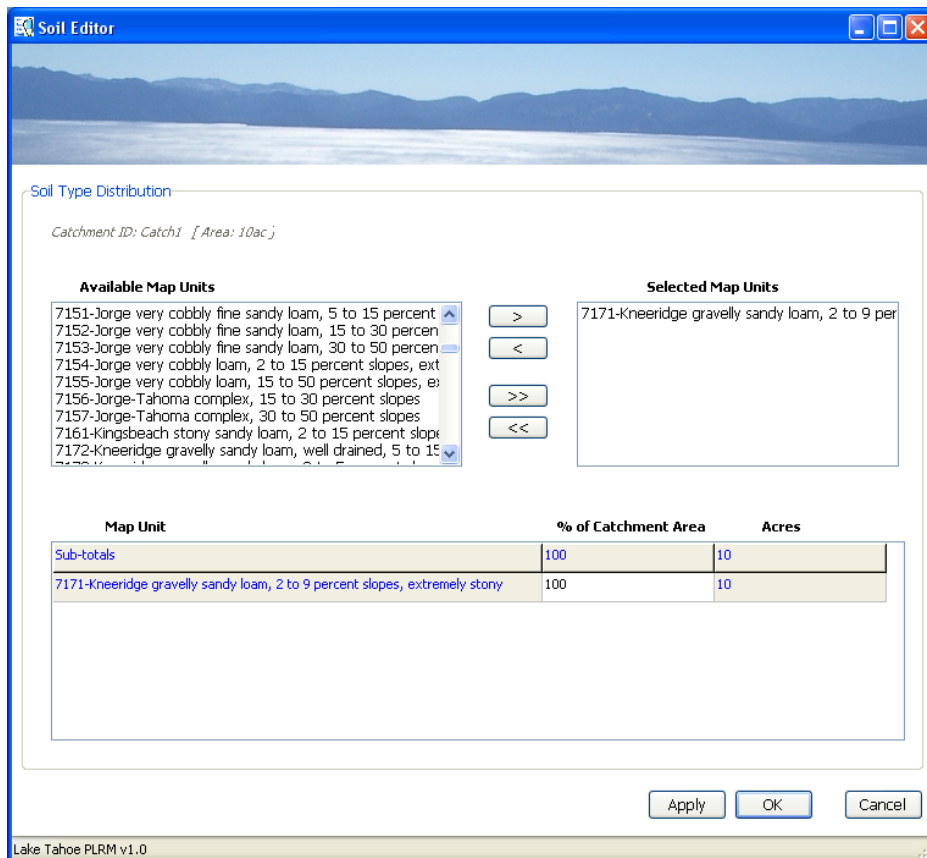 Soil Editor
Soil Type Distribution
Catchment ID: Catch1 [ Area: 10ac ]
Available Map Units
Selected Map Units
7151-Jorge very cobbly fine sandy loam, 5 to 15 percent
7152-Jorge very cobbly fine sandy loam, 15 to 30 percen
7153-Jorge very cobbly fine sandy loam, 30 to 50 percen
7154-Jorge very cobbly loam, 2 to 15 percent slopes, ext
7155-Jorge very cobbly loam, 15 to 50 percent slopes, ex
7156-Jorge-Tahoma complex, 15 to 30 percent slopes
7157-Jorge-Tahoma complex, 30 to 50 percent slopes
7161-Kingsbeach stony sandy loam, 2 to 15 percent slope
7172-Kneeridge gravelly sandy loam, well drained, 5 to 15
>
<
>>
<<
7171-Kneeridge gravelly sandy loam, 2 to 9 per
Map Unit % of Catchment Area Acres
Sub-totals 100 10
7171-Kneeridge gravelly sandy loam, 2 to 9 percent slopes, extremely stony 100 10
Apply OK Cancel
Lake Tahoe PLRM v1.0